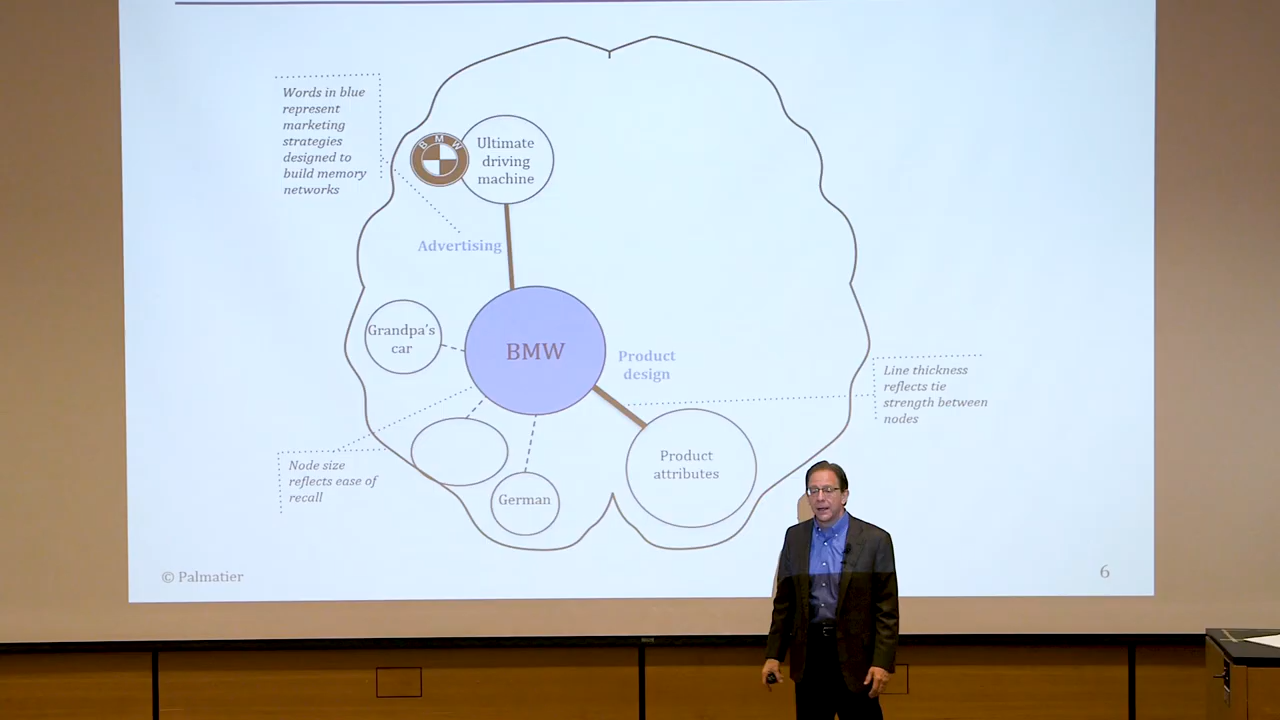 Words in blue
represent
marketing
strategies
designed to
build memory
networks
BMW
Ultimate
driving
machine
Advertising
Grandpa's
car
BMW
Product
design
Line thickness
reflects tie
strength between
nodes
Product
attributes
Node size
reflects ease of
recall
German
© Palmatier
6